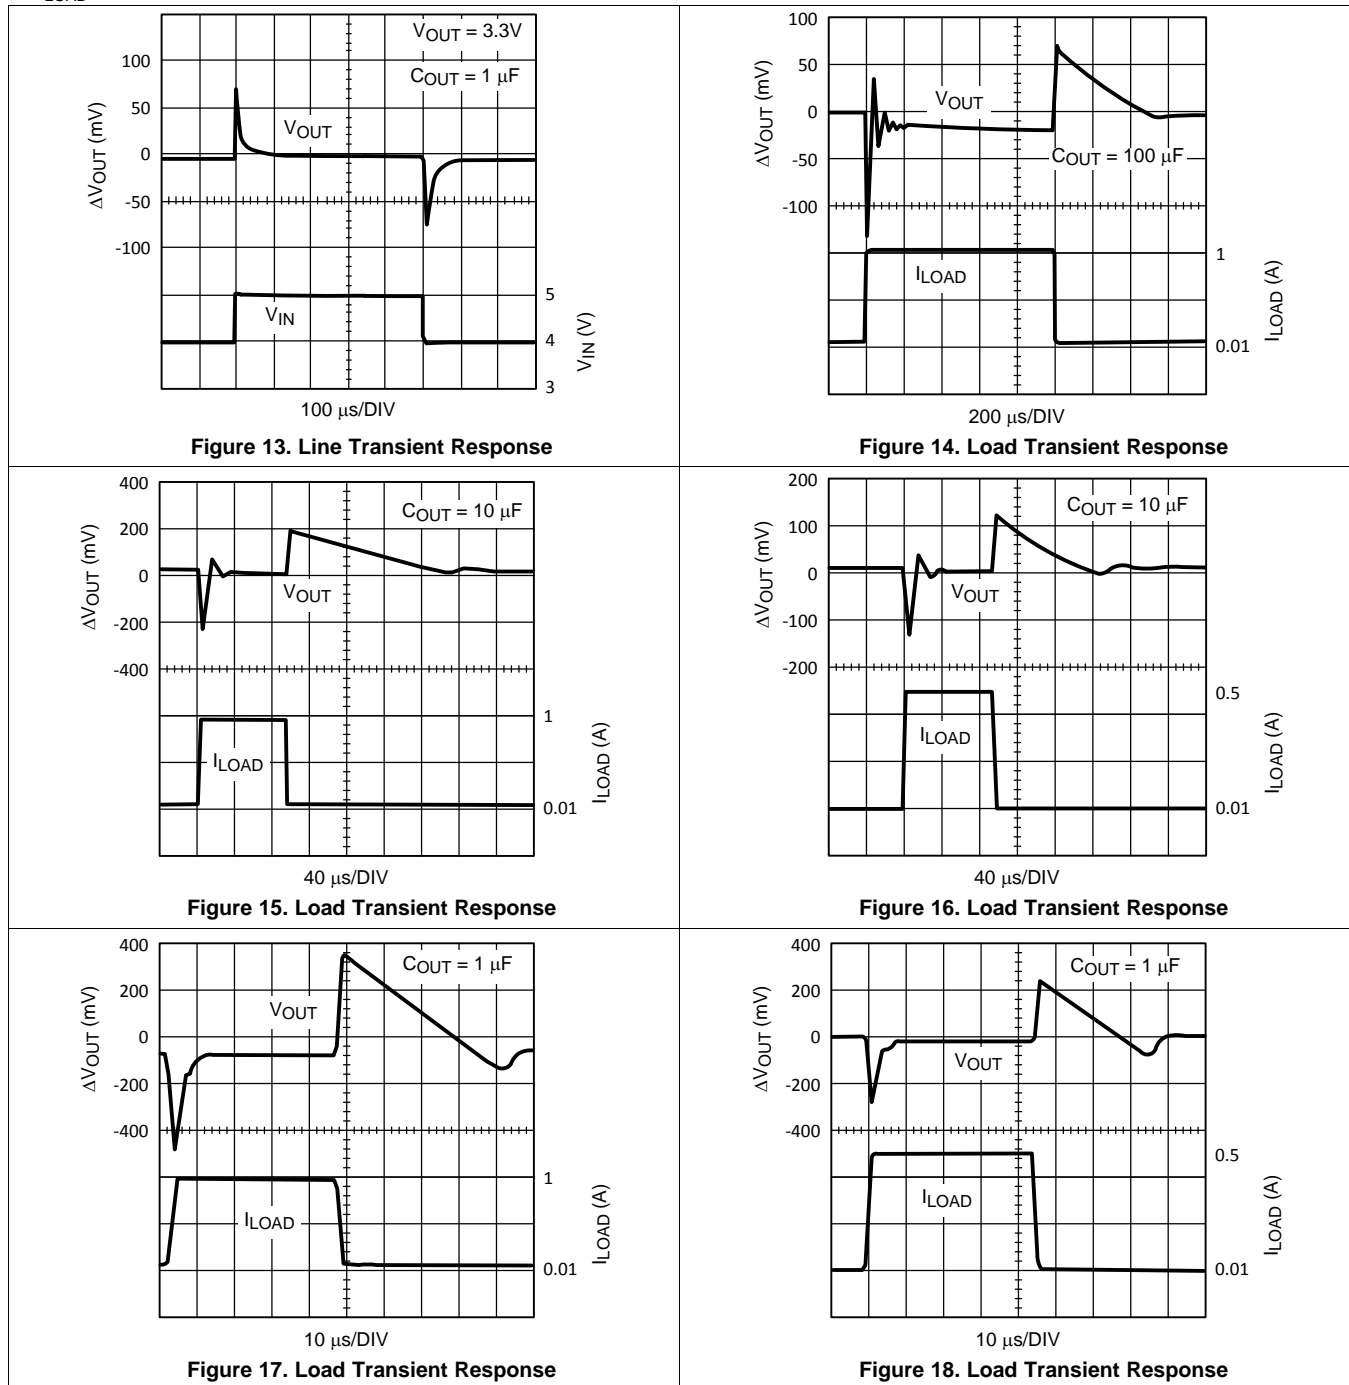 LOAD
VOUT = 3.3V
COUT = 1 µF
100
50
0
-50
-100
ΔVOUT (mV)
VOUT
VIN
5
4
3
VIN (V)
100 µs/DIV
Figure 13. Line Transient Response
100
50
0
-50
-100
ΔVOUT (mV)
VOUT
COUT = 100 µF
ILOAD
1
0.01
ILOAD (A)
200 µs/DIV
Figure 14. Load Transient Response
400
200
0
-200
-400
ΔVOUT (mV)
COUT = 10 µF
VOUT
ILOAD
1
0.01
ILOAD (A)
40 µs/DIV
Figure 15. Load Transient Response
200
100
0
-100
-200
ΔVOUT (mV)
COUT = 10 µF
VOUT
ILOAD
0.5
0.01
ILOAD (A)
40 µs/DIV
Figure 16. Load Transient Response
400
200
0
-200
-400
ΔVOUT (mV)
COUT = 1 µF
VOUT
ILOAD
1
0.01
ILOAD (A)
10 µs/DIV
Figure 17. Load Transient Response
400
200
0
-200
-400
ΔVOUT (mV)
COUT = 1 µF
VOUT
ILOAD
0.5
0.01
ILOAD (A)
10 µs/DIV
Figure 18. Load Transient Response